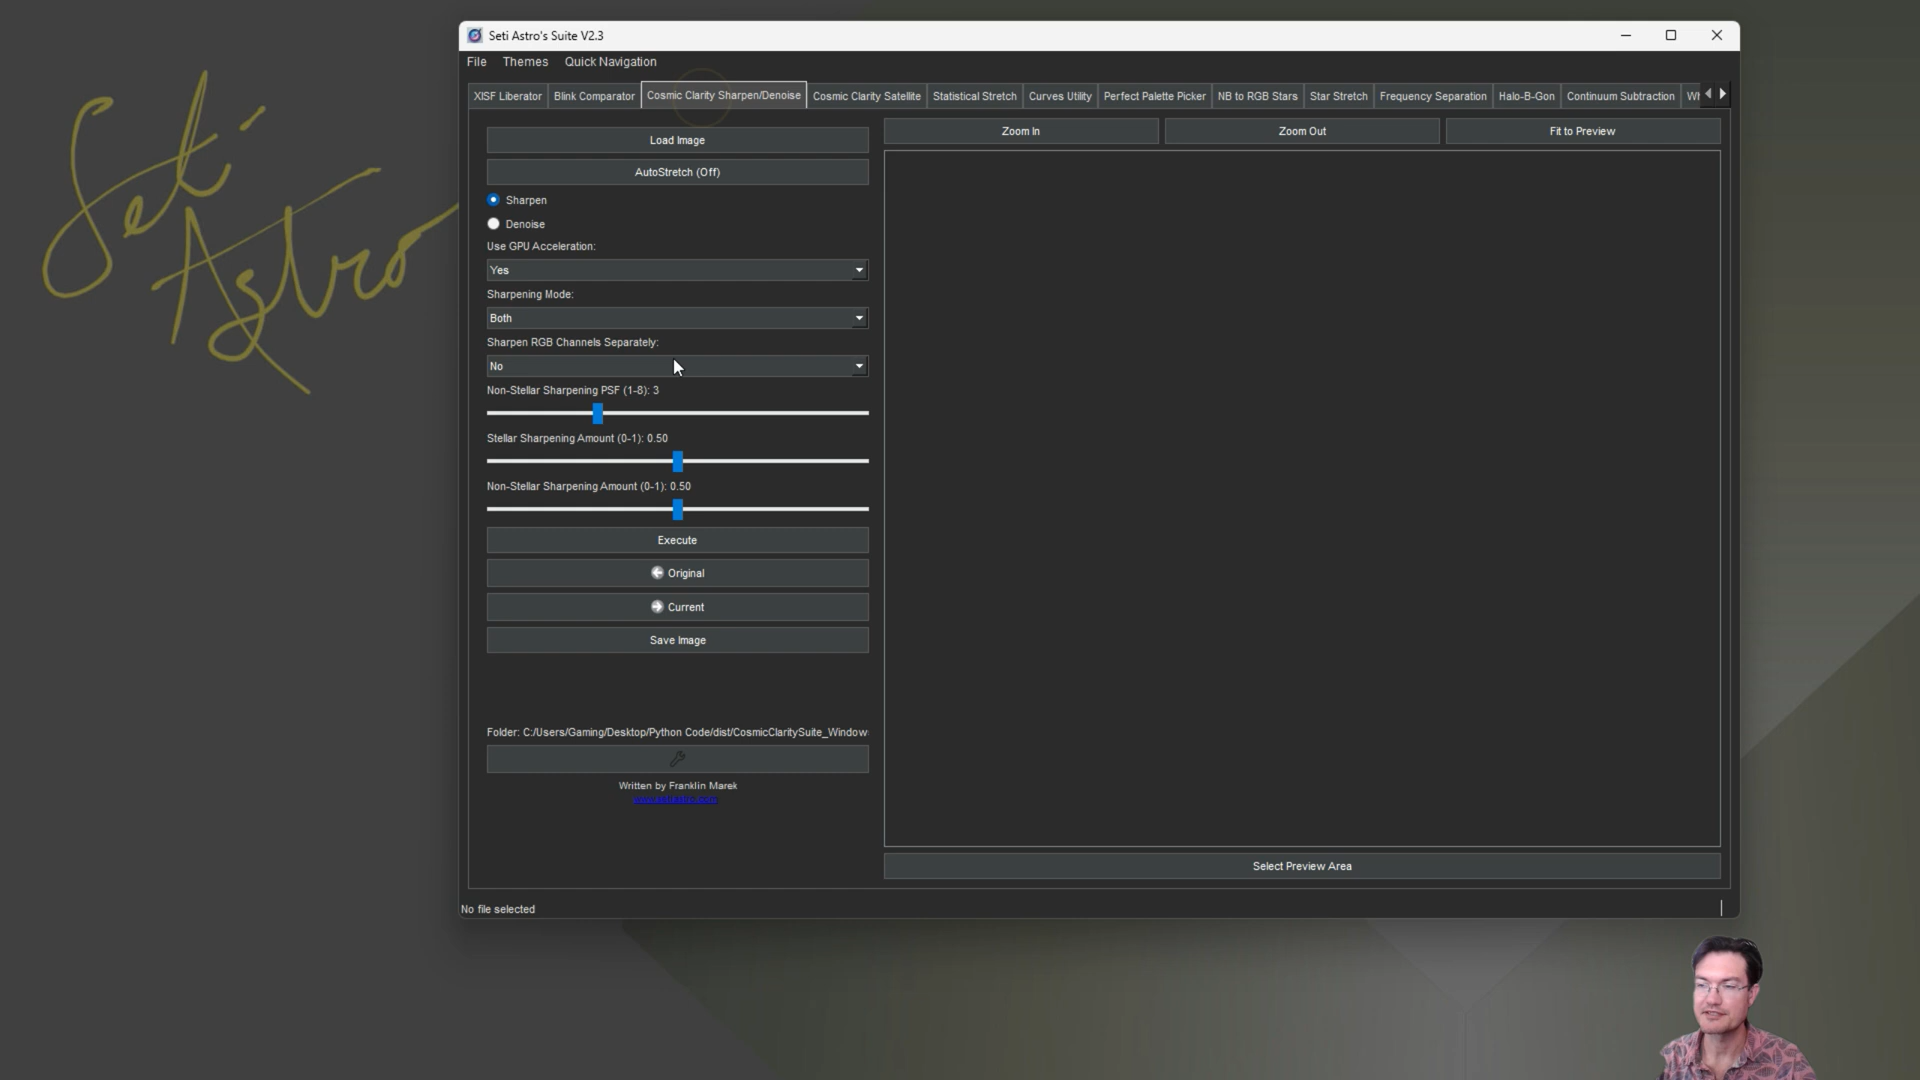 Seti Astro's Suite V2.3
File Themes Quick Navigation
XISF Liberator Blink Comparator Cosmic Clarity Sharpen/Denoise Cosmic Clarity Satellite Statistical Stretch Curves Utility Perfect Palette Picker NB to RGB Stars Star Stretch Frequency Separation Halo-B-Gon Continuum Subtraction Wh
Seti
Astro
Load Image
AutoStretch (Off)
Sharpen
Denoise
Use GPU Acceleration:
Yes
Sharpening Mode:
Both
Sharpen RGB Channels Separately:
No
Non-Stellar Sharpening PSF (1-8): 3
Stellar Sharpening Amount (0-1): 0.50
Non-Stellar Sharpening Amount (0-1): 0.50
Execute
Original
Current
Save Image
Folder: C:/Users/Gaming/Desktop/Python Code/dist/CosmicClaritySuite_Window
Written by Franklin Marek
www.setiastro.com
Zoom In Zoom Out Fit to Preview
Select Preview Area
No file selected